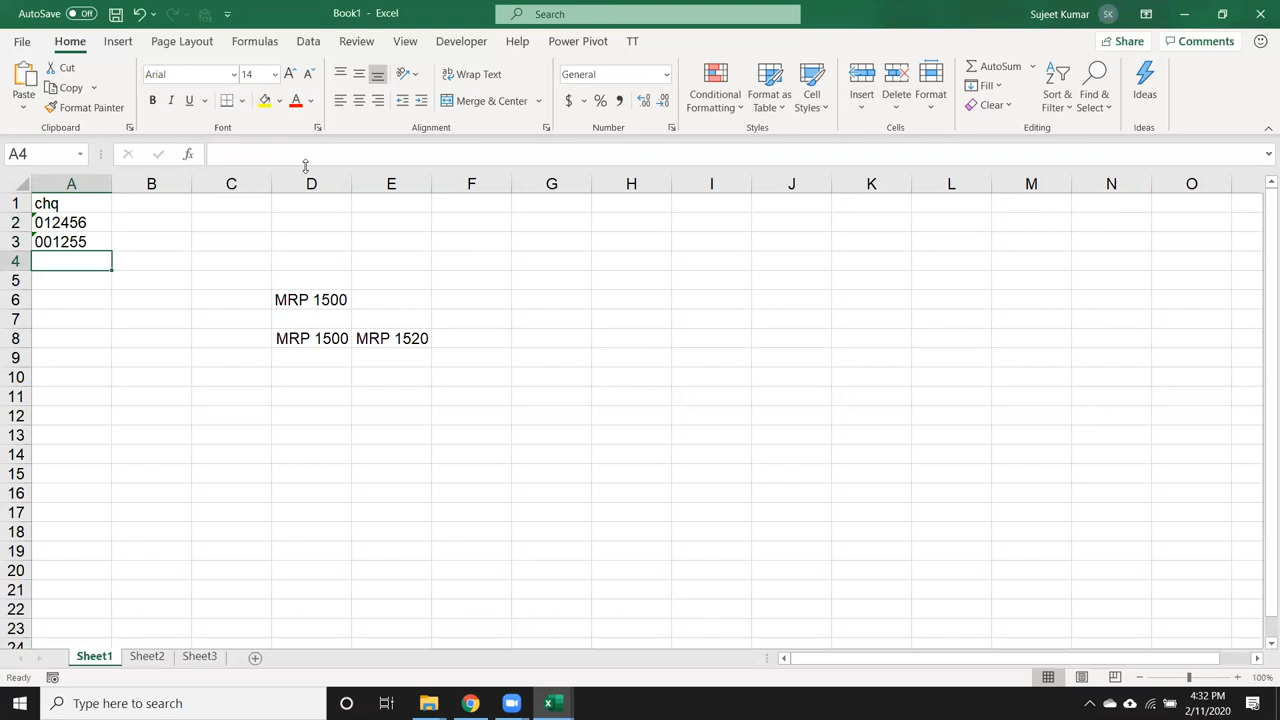 AutoSave Off Book1 - Excel Search Sujeet Kumar SK
File Home Insert Page Layout Formulas Data Review View Developer Help Power Pivot TT Share Comments
Paste Cut Copy Format Painter Clipboard
Arial 14 B I U A Font
Wrap Text Merge & Center Alignment
General $ % , Number
Conditional Formatting Format as Table Cell Styles Styles
Insert Delete Format Cells
AutoSum Fill Clear Sort & Filter Find & Select Editing
Ideas Ideas
A4 fx
A B C D E F G H I J K L M N O
1 chq
2 012456
3 001255
4
5
6 MRP 1500
7
8 MRP 1500 MRP 1520
9
10
11
12
13
14
15
16
17
18
19
20
21
22
23
24
Sheet1 Sheet2 Sheet3
Ready 100%
Type here to search 4:32 PM
2/11/2020